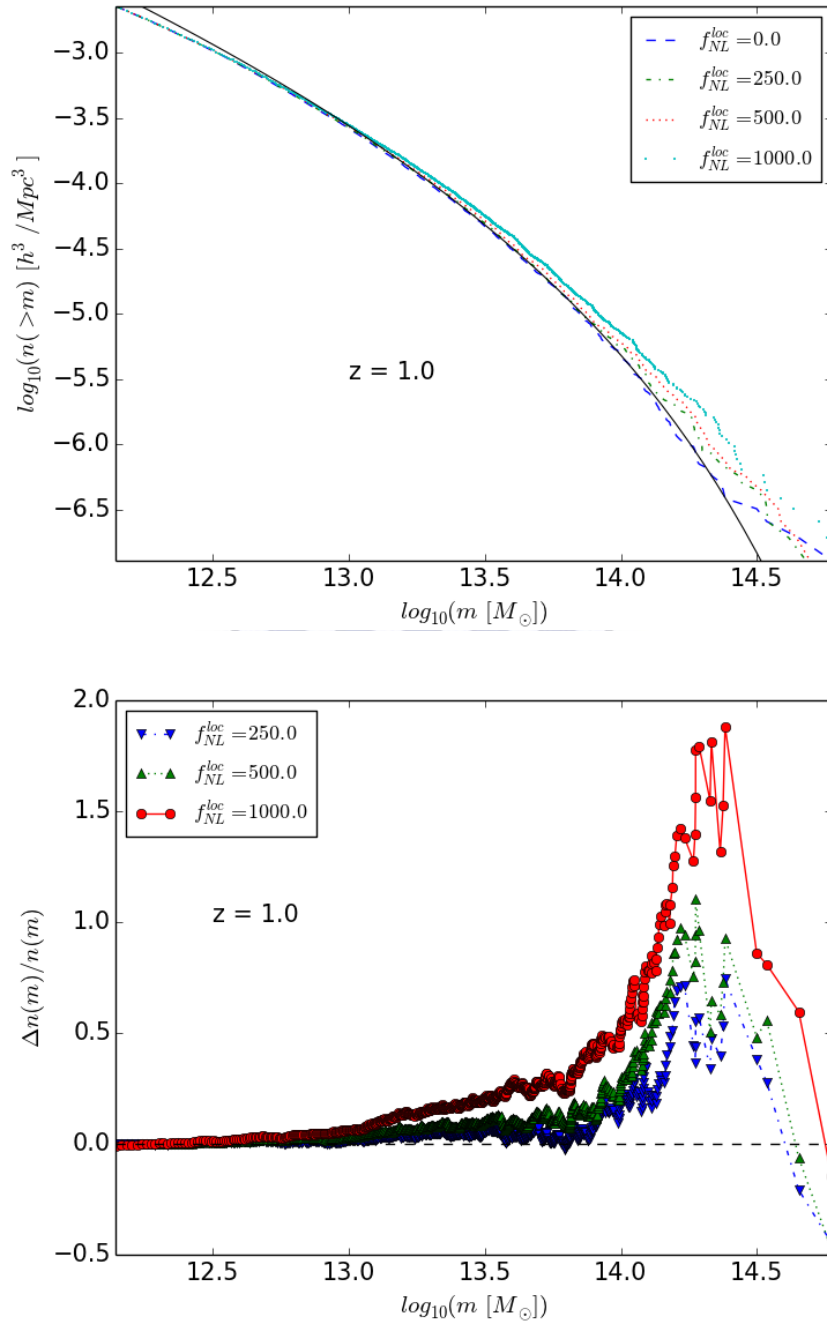 −3.0
−3.5
−4.0
−4.5
−5.0
−5.5
−6.0
−6.5
log₁₀(n(>m) [h³/Mpc³]
f_NL^loc=0.0
f_NL^loc=250.0
f_NL^loc=500.0
f_NL^loc=1000.0
z = 1.0
12.5 13.0 13.5 14.0 14.5
log₁₀(m [M⊙])
2.0
1.5
1.0
0.5
0.0
−0.5
Δn(m)/n(m)
f_NL^loc=250.0
f_NL^loc=500.0
f_NL^loc=1000.0
z = 1.0
12.5 13.0 13.5 14.0 14.5
log₁₀(m [M⊙])